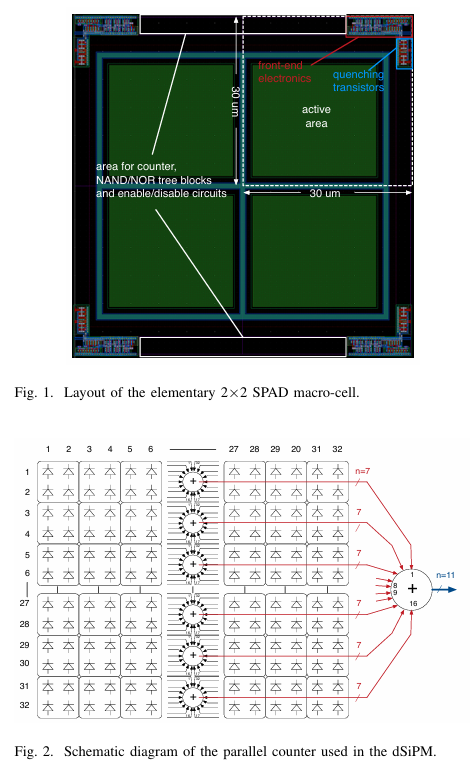 front-end
electronics
quenching
transistors
30 um
active
area
area for counter,
NAND/NOR tree blocks
and enable/disable circuits
30 um
Fig. 1. Layout of the elementary 2×2 SPAD macro-cell.
1 2 3 4 5 6 27 28 29 20 31 32
1
2
3
4
5
6
27
28
29
30
31
32
+
+
+
+
+
+
n=7
7
7
7
7
7
1
8
9
+
16
n=11
Fig. 2. Schematic diagram of the parallel counter used in the dSiPM.